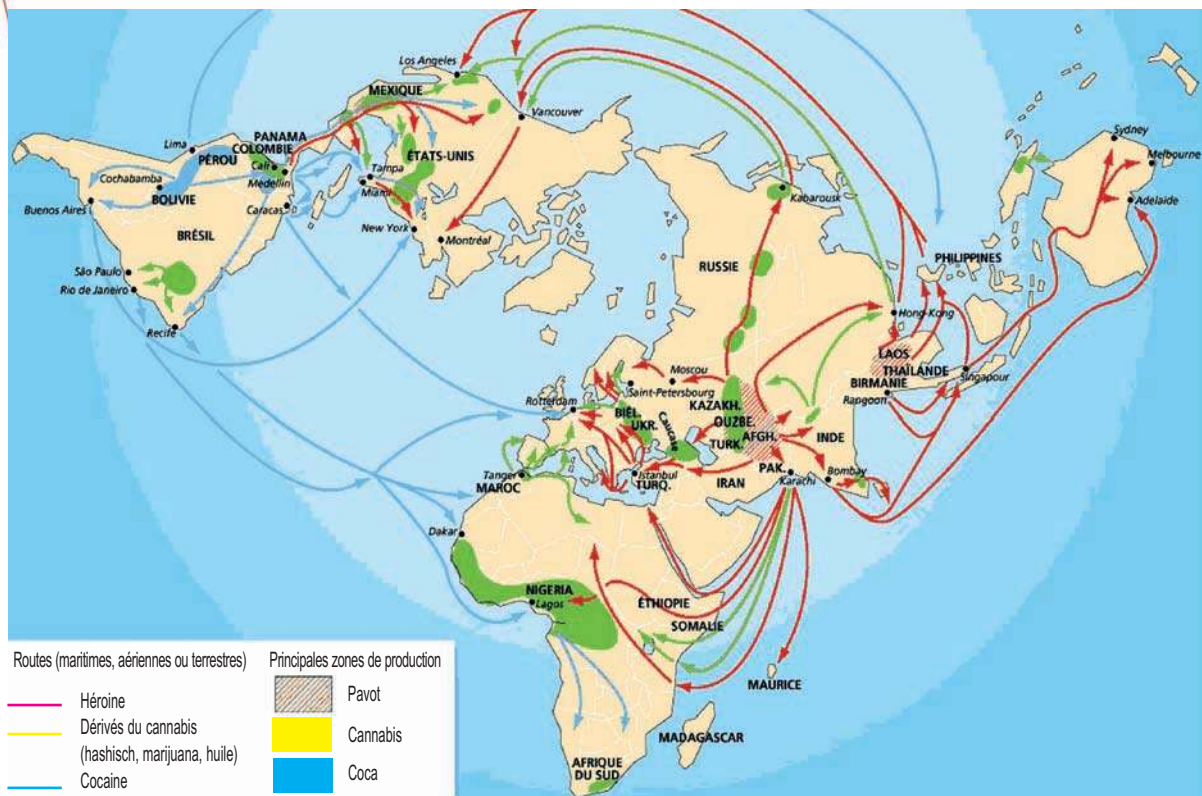 Los Angeles
MEXIQUE
Vancouver
PANAMA
COLOMBIE
Lima
PÉROU
Cali
Medellin
ÉTATS-UNIS
Tampa
Miami
Cochabamba
BOLIVIE
Buenos Aires
Caracas
BRÉSIL
New York
Montréal
São Paulo
Rio de Janeiro
Recife
Sydney
Melbourne
Adelaide
Kabarousk
RUSSIE
PHILIPPINES
Hong-Kong
LAOS
THAÏLANDE
BIRMANIE
Singapour
Rangoon
Moscou
Saint-Petersbourg
Rotterdam
BIÉL.
UKR.
Caucase
KAZAKH.
OUZBE.
TURK.
AFGH.
INDE
PAK.
IRAN
Karachi
Bombay
Istanbul
TURQ.
Tanger
MAROC
Dakar
NIGERIA
Lagos
ÉTHIOPIE
SOMALIE
MAURICE
MADAGASCAR
AFRIQUE
DU SUD
Routes (maritimes, aériennes ou terrestres)
Héroine
Dérivés du cannabis
(hashisch, marijuana, huile)
Cocaine
Principales zones de production
Pavot
Cannabis
Coca